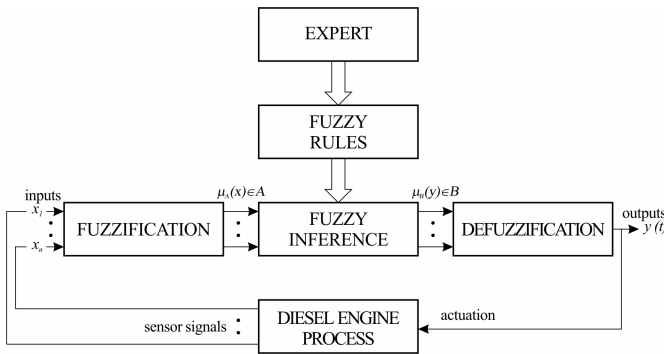 EXPERT
FUZZY
RULES
inputs
μA(x)∈A
μB(y)∈B
x1
xn
FUZZIFICATION
FUZZY
INFERENCE
DEFUZZIFICATION
outputs
y (t)
sensor signals
DIESEL ENGINE
PROCESS
actuation